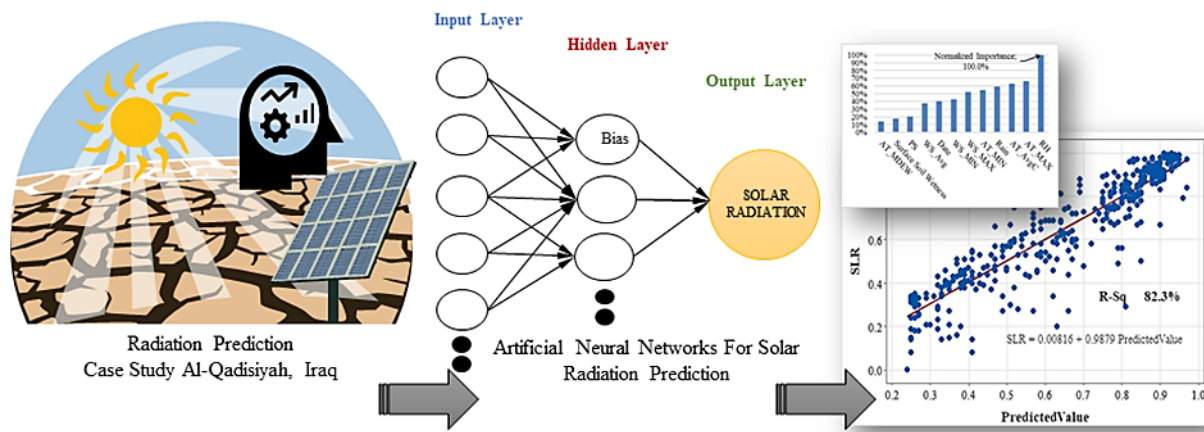 Input Layer
Hidden Layer
Output Layer
Bias
SOLAR
RADIATION
Radiation Prediction
Case Study Al-Qadisiyah, Iraq
Artificial Neural Networks For Solar
Radiation Prediction
Normalized Importance;
100.0%
100%
90%
80%
70%
60%
50%
40%
30%
20%
10%
0%
AT_MDEW
Surface Soil Wetness
PS
WS_Avg
Date
WS_MIN
WS_MAX
AT_MIN
Rain
AT_AvgC
AT_MAX
RH
SLR
0.6
0.4
0.2
0.0
R-Sq 82.3%
SLR = 0.00816 + 0.9879 PredictedValue
0.2 0.3 0.4 0.5 0.6 0.7 0.8 0.9 1.0
PredictedValue